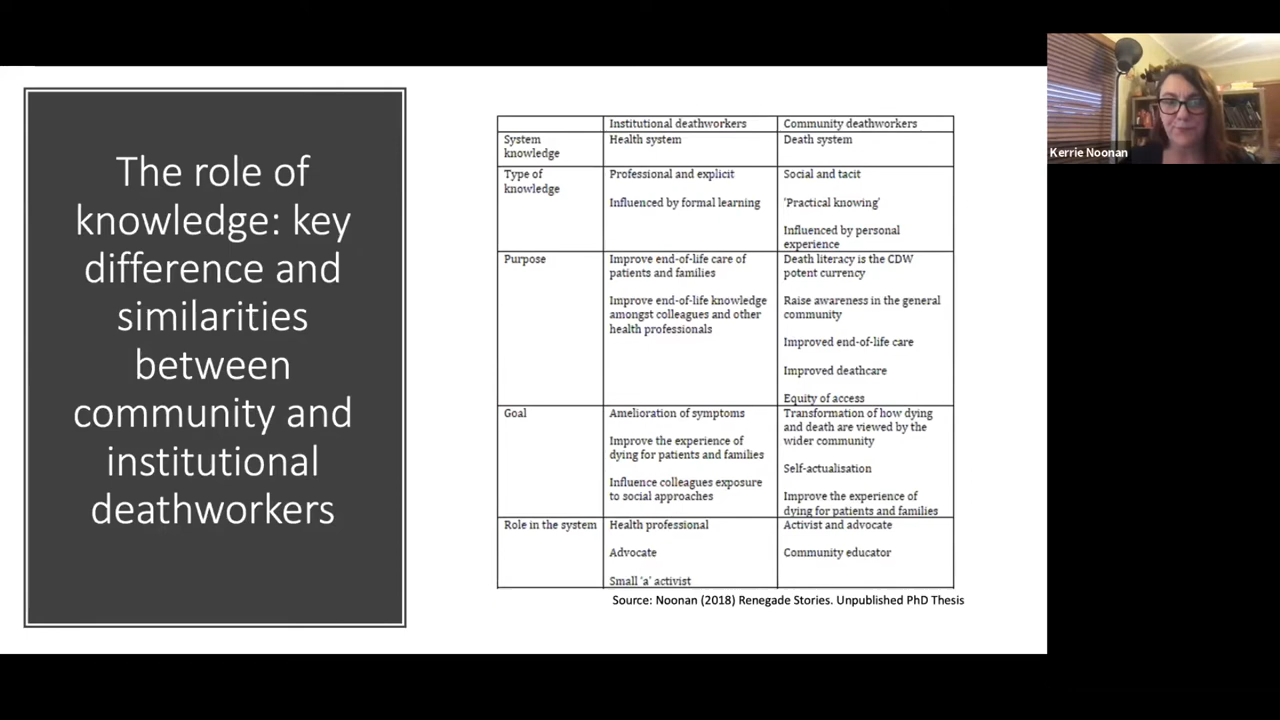 The role of
knowledge: key
difference and
similarities
between
community and
institutional
deathworkers
Institutional deathworkers
Community deathworkers
System
knowledge
Health system
Death system
Type of
knowledge
Professional and explicit
Influenced by formal learning
Social and tacit
‘Practical knowing’
Influenced by personal
experience
Purpose
Improve end-of-life care of
patients and families
Improve end-of-life knowledge
amongst colleagues and other
health professionals
Death literacy is the CDW
potent currency
Raise awareness in the general
community
Improved end-of-life care
Improved deathcare
Equity of access
Goal
Amelioration of symptoms
Improve the experience of
dying for patients and families
Influence colleagues exposure
to social approaches
Transformation of how dying
and death are viewed by the
wider community
Self-actualisation
Improve the experience of
dying for patients and families
Role in the system
Health professional
Advocate
Small ‘a’ activist
Activist and advocate
Community educator
Source: Noonan (2018) Renegade Stories. Unpublished PhD Thesis
Kerrie Noonan